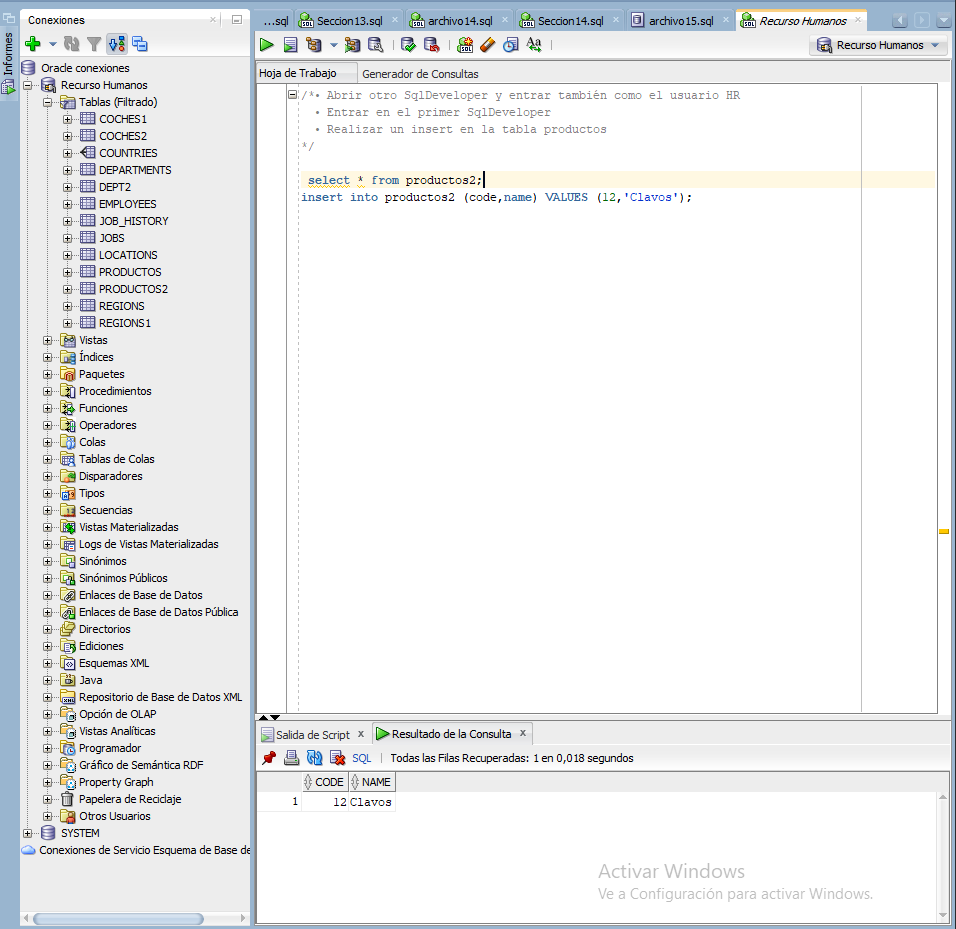 Informes
Conexiones
Oracle conexiones
Recurso Humanos
Tablas (Filtrado)
COCHES1
COCHES2
COUNTRIES
DEPARTMENTS
DEPT2
EMPLOYEES
JOB_HISTORY
JOBS
LOCATIONS
PRODUCTOS
PRODUCTOS2
REGIONS
REGIONS1
Vistas
Índices
Paquetes
Procedimientos
Funciones
Operadores
Colas
Tablas de Colas
Disparadores
Tipos
Secuencias
Vistas Materializadas
Logs de Vistas Materializadas
Sinónimos
Sinónimos Públicos
Enlaces de Base de Datos
Enlaces de Base de Datos Pública
Directorios
Ediciones
Esquemas XML
Java
Repositorio de Base de Datos XML
Opción de OLAP
Vistas Analíticas
Programador
Gráfico de Semántica RDF
Property Graph
Papelera de Reciclaje
Otros Usuarios
SYSTEM
Conexiones de Servicio Esquema de Base de
...sql Seccion13.sql archivo14.sql Seccion14.sql archivo15.sql Recurso Humanos
Recurso Humanos
Hoja de Trabajo Generador de Consultas
/*• Abrir otro SqlDeveloper y entrar también como el usuario HR
• Entrar en el primer SqlDeveloper
• Realizar un insert en la tabla productos
*/
select * from productos2;
insert into productos2 (code,name) VALUES (12,'Clavos');
Salida de Script x Resultado de la Consulta x
SQL | Todas las Filas Recuperadas: 1 en 0,018 segundos
CODE NAME
1 12 Clavos
Activar Windows
Ve a Configuración para activar Windows.